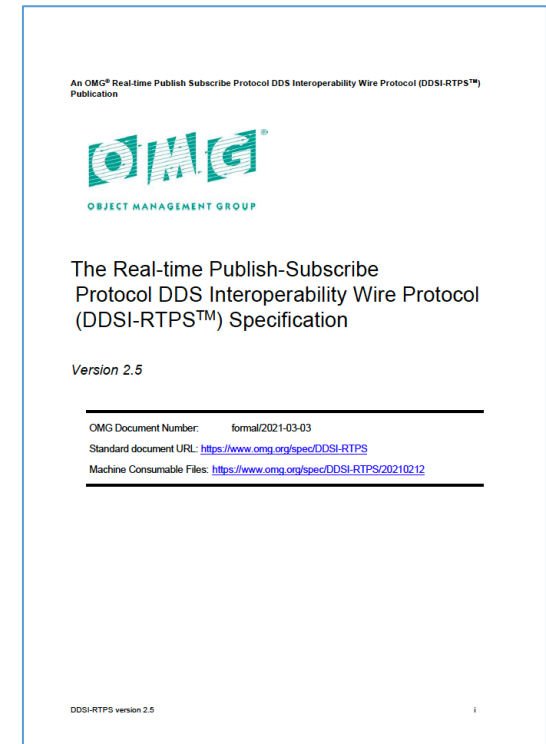 An OMG® Real-time Publish Subscribe Protocol DDS Interoperability Wire Protocol (DDSI-RTPS™)
Publication
OMG®
OBJECT MANAGEMENT GROUP
The Real-time Publish-Subscribe
Protocol DDS Interoperability Wire Protocol
(DDSI-RTPS™) Specification
Version 2.5
OMG Document Number: formal/2021-03-03
Standard document URL: https://www.omg.org/spec/DDSI-RTPS
Machine Consumable Files: https://www.omg.org/spec/DDSI-RTPS/20210212
DDSI-RTPS version 2.5 i